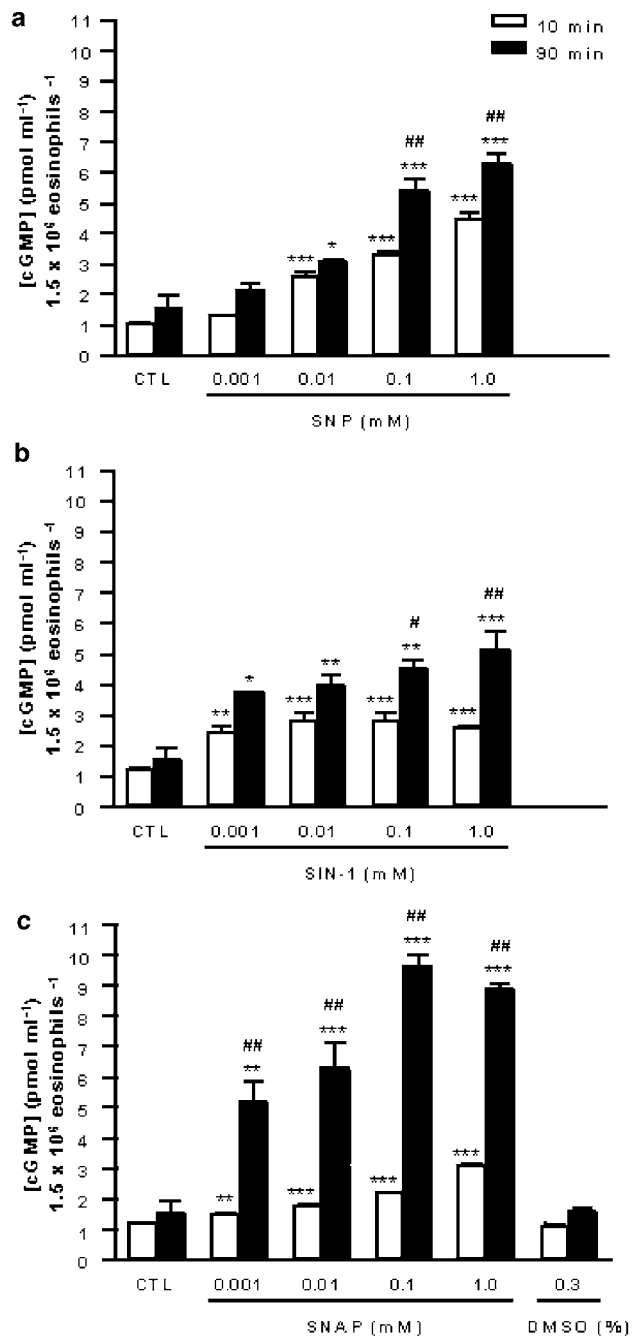 a
10 min
90 min
[cGMP] (pmol ml⁻¹)
1.5 x 10⁶ eosinophils ⁻¹
11
10
9
8
7
6
5
4
3
2
1
0
## ##
*** ***
*** * *** ***
CTL 0.001 0.01 0.1 1.0
SNP (mM)
b
[cGMP] (pmol ml⁻¹)
1.5 x 10⁶ eosinophils ⁻¹
11
10
9
8
7
6
5
4
3
2
1
0
# ##
** * *** ** *** ** *** ***
CTL 0.001 0.01 0.1 1.0
SIN-1 (mM)
c
[cGMP] (pmol ml⁻¹)
1.5 x 10⁶ eosinophils ⁻¹
11
10
9
8
7
6
5
4
3
2
1
0
## ## ## ##
** *** *** ***
** *** *** ***
CTL 0.001 0.01 0.1 1.0 0.3
SNAP (mM) DMSO (%)